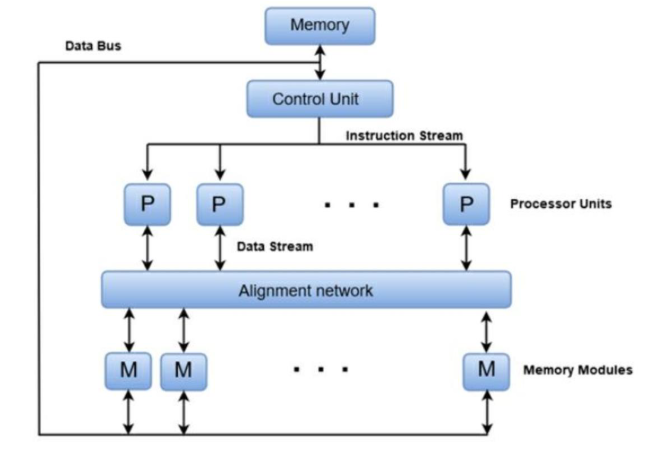 Memory
Data Bus
Control Unit
Instruction Stream
P P . . . P Processor Units
Data Stream
Alignment network
M M . . . M Memory Modules